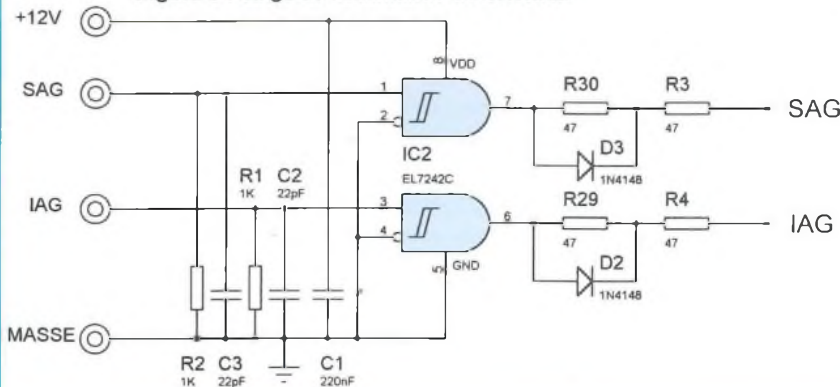 +12V
8 VDD
SAG
1
2
7
R30
47
R3
47
SAG
IC2
EL7242C
D3
1N4148
R1
1K
C2
22pF
IAG
3
4
6
R29
47
R4
47
IAG
5 GND
D2
1N4148
MASSE
R2
1K
C3
22pF
C1
220nF